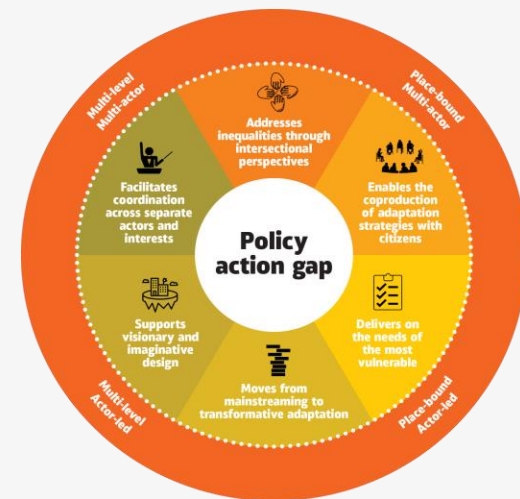 Multi-level
Multi-actor
Place-bound
Multi-actor
Addresses
inequalities through
intersectional
perspectives
Facilitates
coordination
across separate
actors and
interests
Enables the
coproduction
of adaptation
strategies with
citizens
Policy
action gap
Supports
visionary and
imaginative
design
Delivers on
the needs of
the most
vulnerable
Moves from
mainstreaming to
transformative adaptation
Multi-level
Actor-led
Place-bound
Actor-led